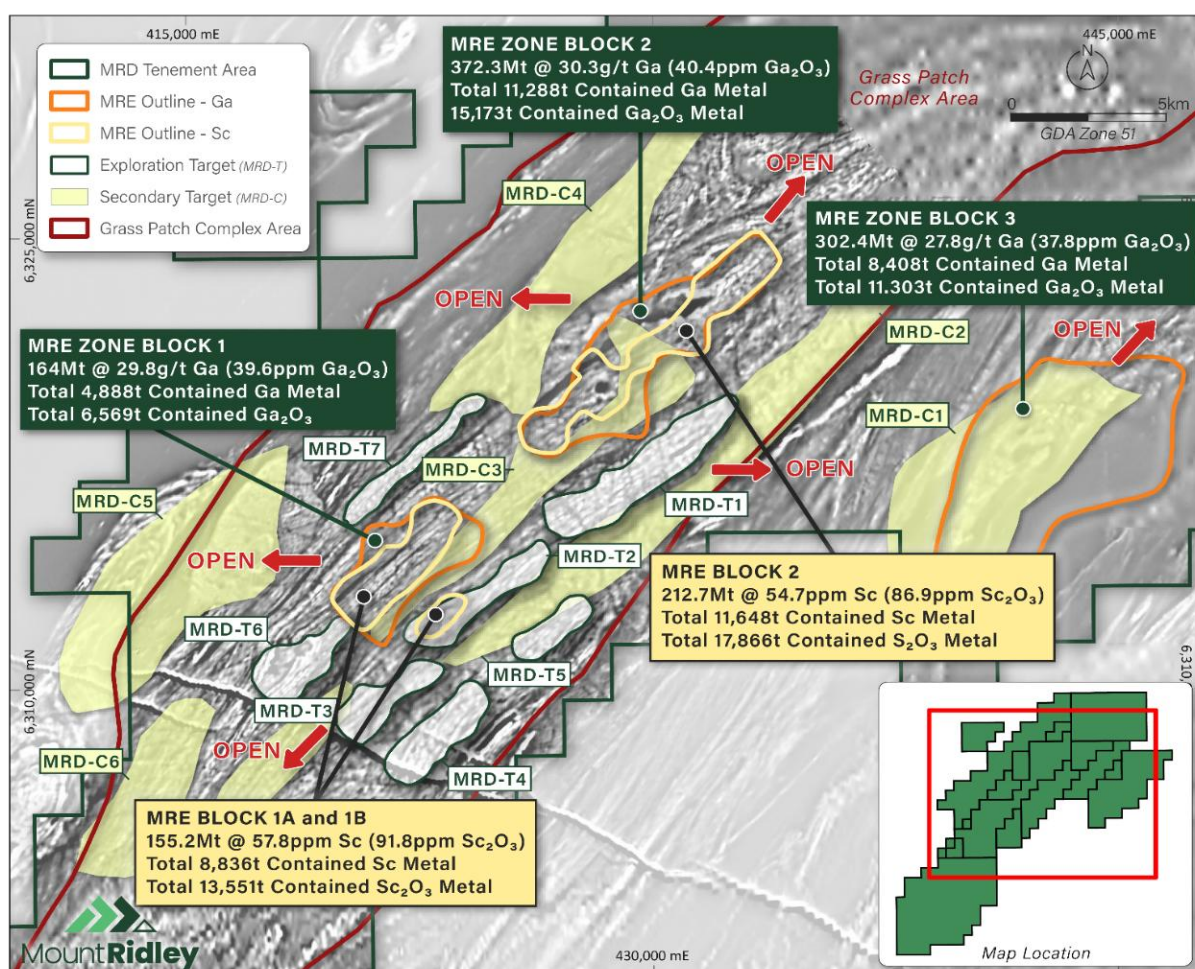 415,000 mE
445,000 mE
MRD Tenement Area
MRE Outline - Ga
MRE Outline - Sc
Exploration Target (MRD-T)
Secondary Target (MRD-C)
Grass Patch Complex Area
MRE ZONE BLOCK 2
372.3Mt @ 30.3g/t Ga (40.4ppm Ga₂O₃)
Total 11,288t Contained Ga Metal
15,173t Contained Ga₂O₃ Metal
Grass Patch
Complex Area
N
0 5km
GDA Zone 51
OPEN
MRD-C4
MRE ZONE BLOCK 3
302.4Mt @ 27.8g/t Ga (37.8ppm Ga₂O₃)
Total 8,408t Contained Ga Metal
Total 11.303t Contained Ga₂O₃ Metal
6,325,000 mN
OPEN
MRD-C2
OPEN
MRE ZONE BLOCK 1
164Mt @ 29.8g/t Ga (39.6ppm Ga₂O₃)
Total 4,888t Contained Ga Metal
Total 6,569t Contained Ga₂O₃
MRD-C1
MRD-T7
MRD-C3
OPEN
MRD-C5
MRD-T1
OPEN
MRD-T2
MRE BLOCK 2
212.7Mt @ 54.7ppm Sc (86.9ppm Sc₂O₃)
Total 11,648t Contained Sc Metal
Total 17,866t Contained S₂O₃ Metal
MRD-T6
MRD-T5
6,310,000 mN
6,310
MRD-T3
OPEN
MRD-C6
MRD-T4
MRE BLOCK 1A and 1B
155.2Mt @ 57.8ppm Sc (91.8ppm Sc₂O₃)
Total 8,836t Contained Sc Metal
Total 13,551t Contained Sc₂O₃ Metal
MountRidley
430,000 mE
Map Location